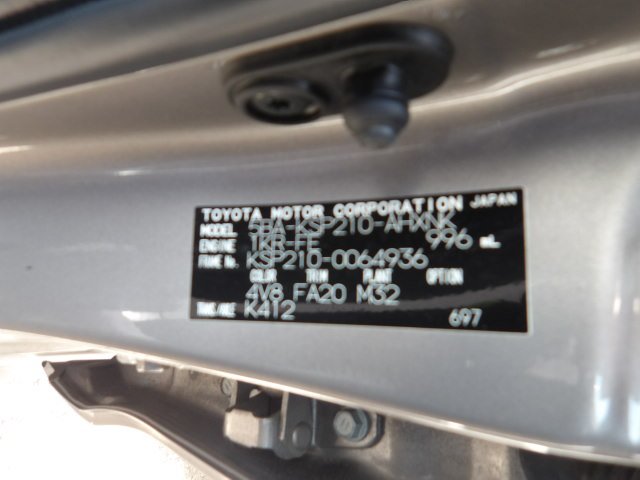 TOYOTA MOTOR CORPORATION JAPAN
MODEL 5BA-KSP210-AHXNK
ENGINE 1KR-FE 996 mL
FRAME No. KSP210-0064936
COLOR TRIM PLANT OPTION
4V8 FA20 M32
TRANS./AXLE K412
697